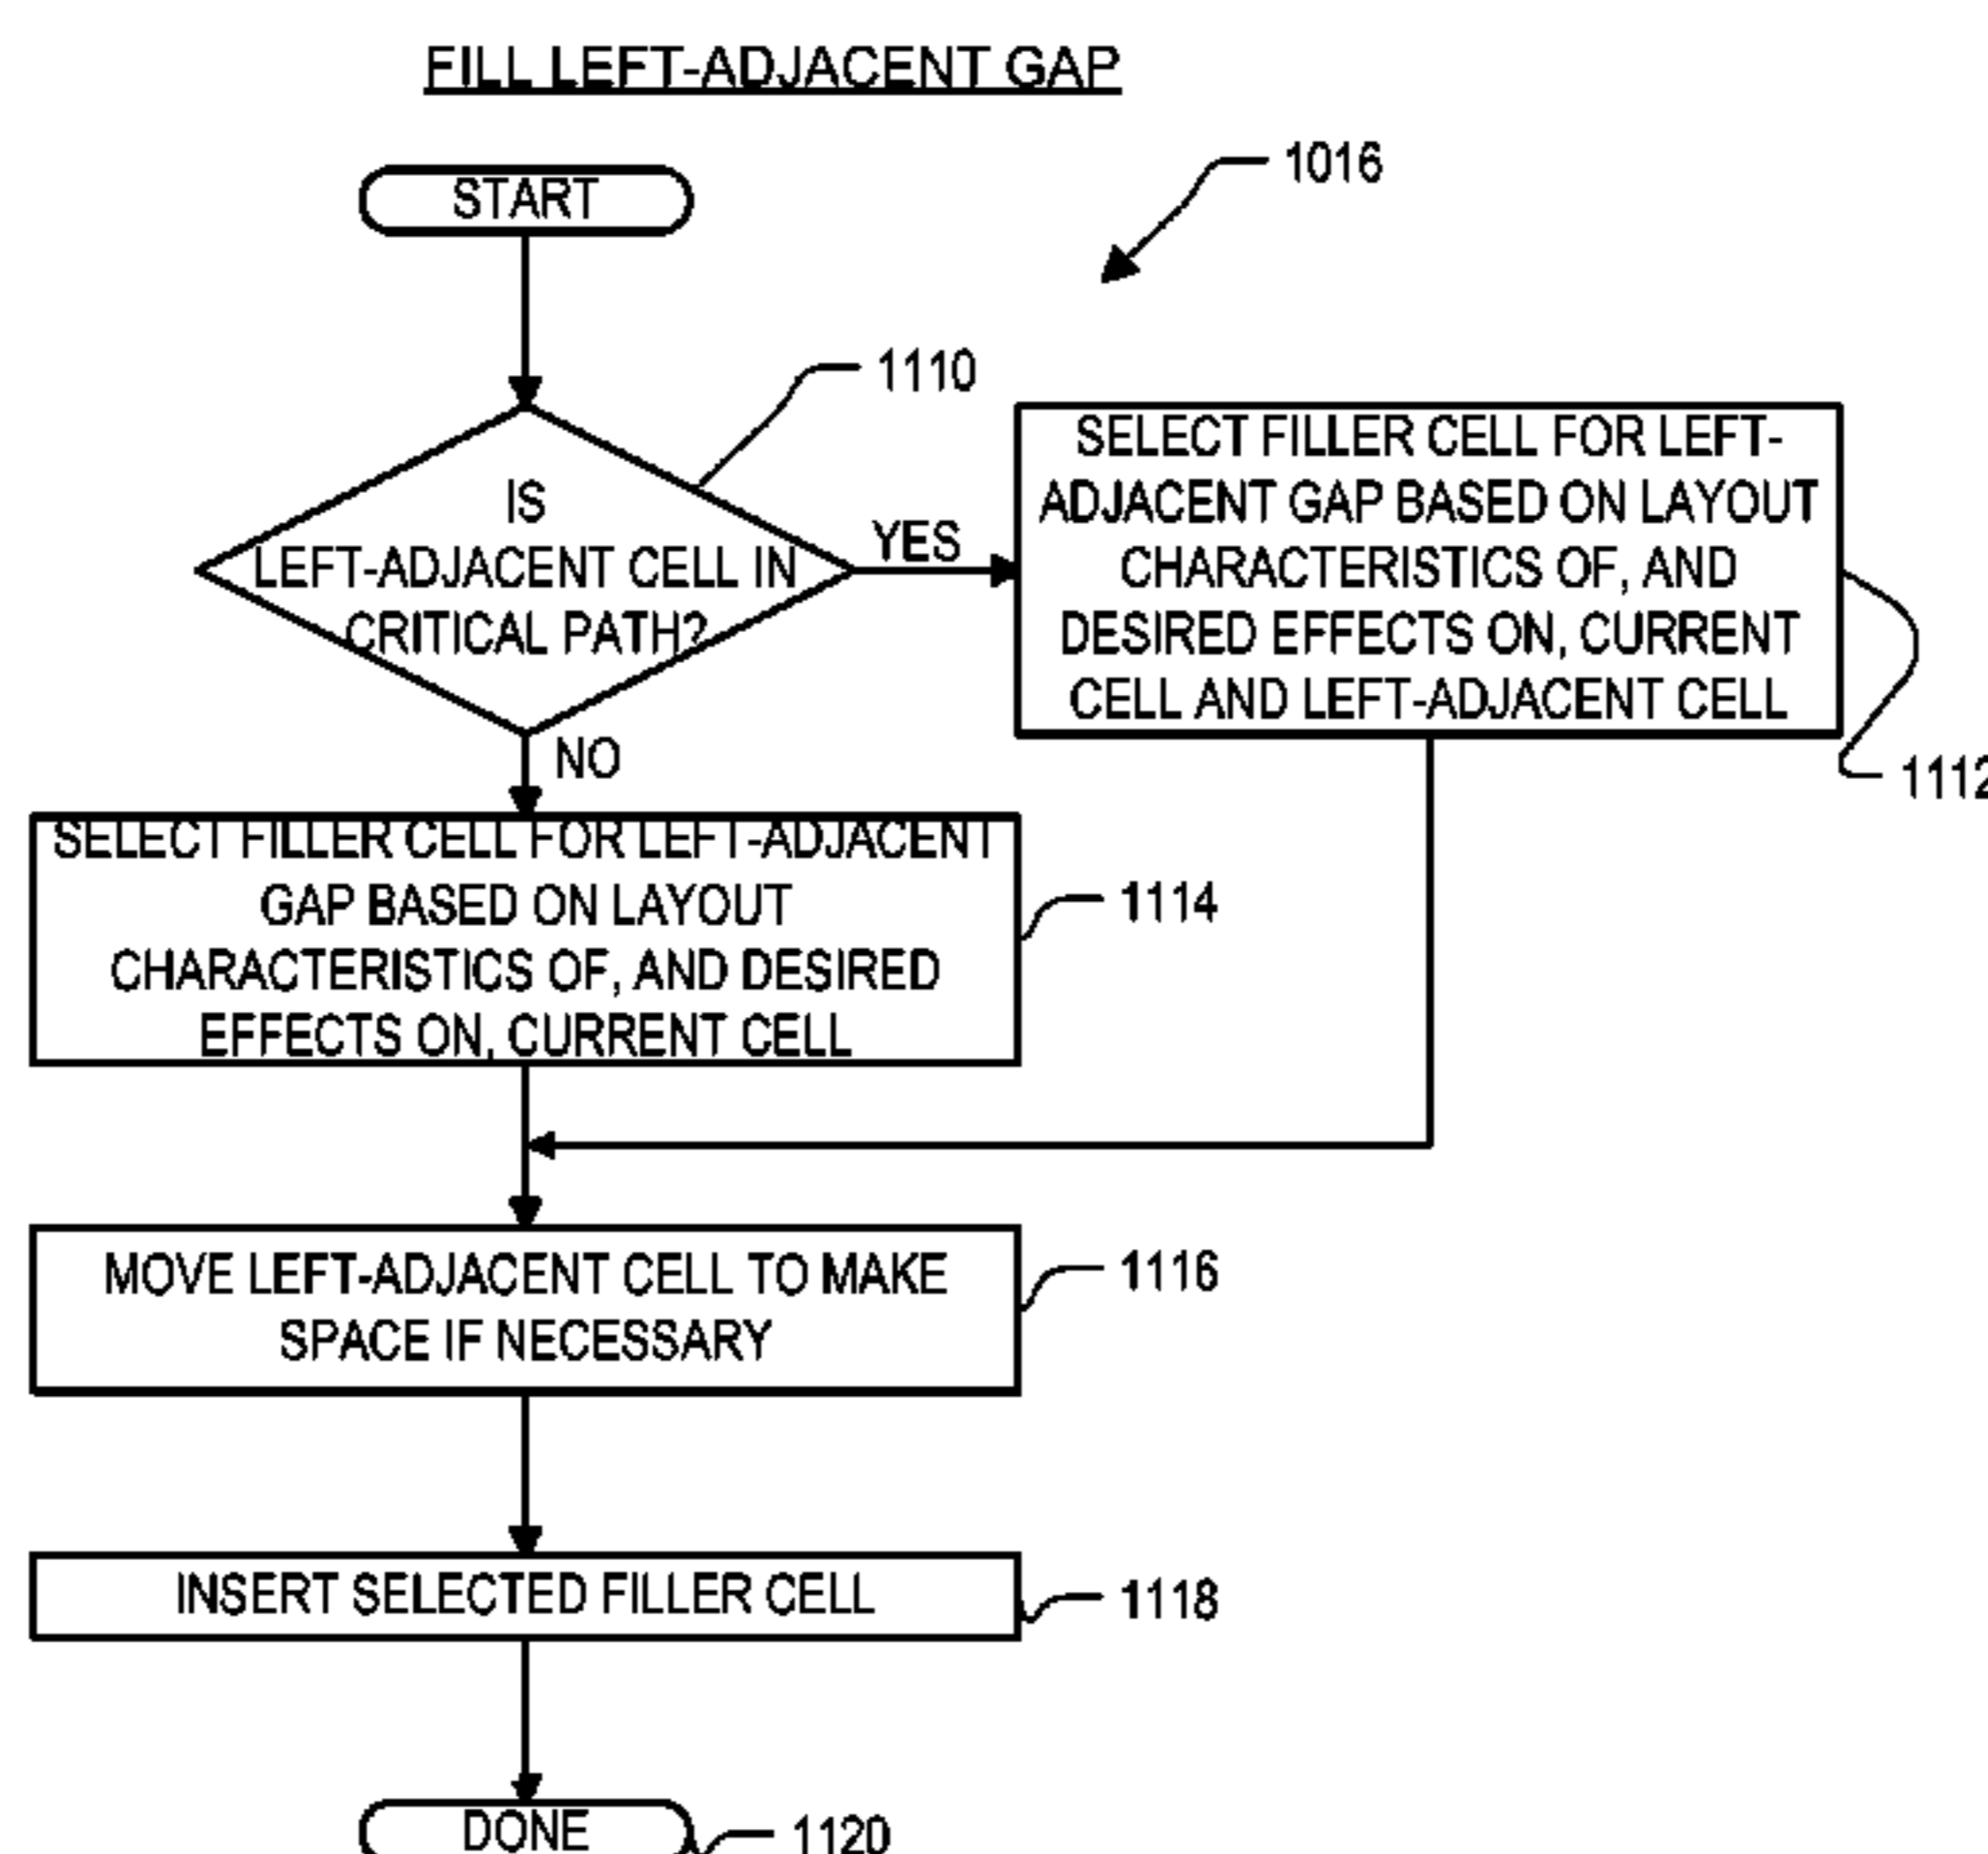 FILL LEFT-ADJACENT GAP
START
1016
1110
IS
LEFT-ADJACENT CELL IN
CRITICAL PATH?
YES
NO
SELECT FILLER CELL FOR LEFT-
ADJACENT GAP BASED ON LAYOUT
CHARACTERISTICS OF, AND
DESIRED EFFECTS ON, CURRENT
CELL AND LEFT-ADJACENT CELL
1112
SELECT FILLER CELL FOR LEFT-ADJACENT
GAP BASED ON LAYOUT
CHARACTERISTICS OF, AND DESIRED
EFFECTS ON, CURRENT CELL
1114
MOVE LEFT-ADJACENT CELL TO MAKE
SPACE IF NECESSARY
1116
INSERT SELECTED FILLER CELL
1118
DONE
1120